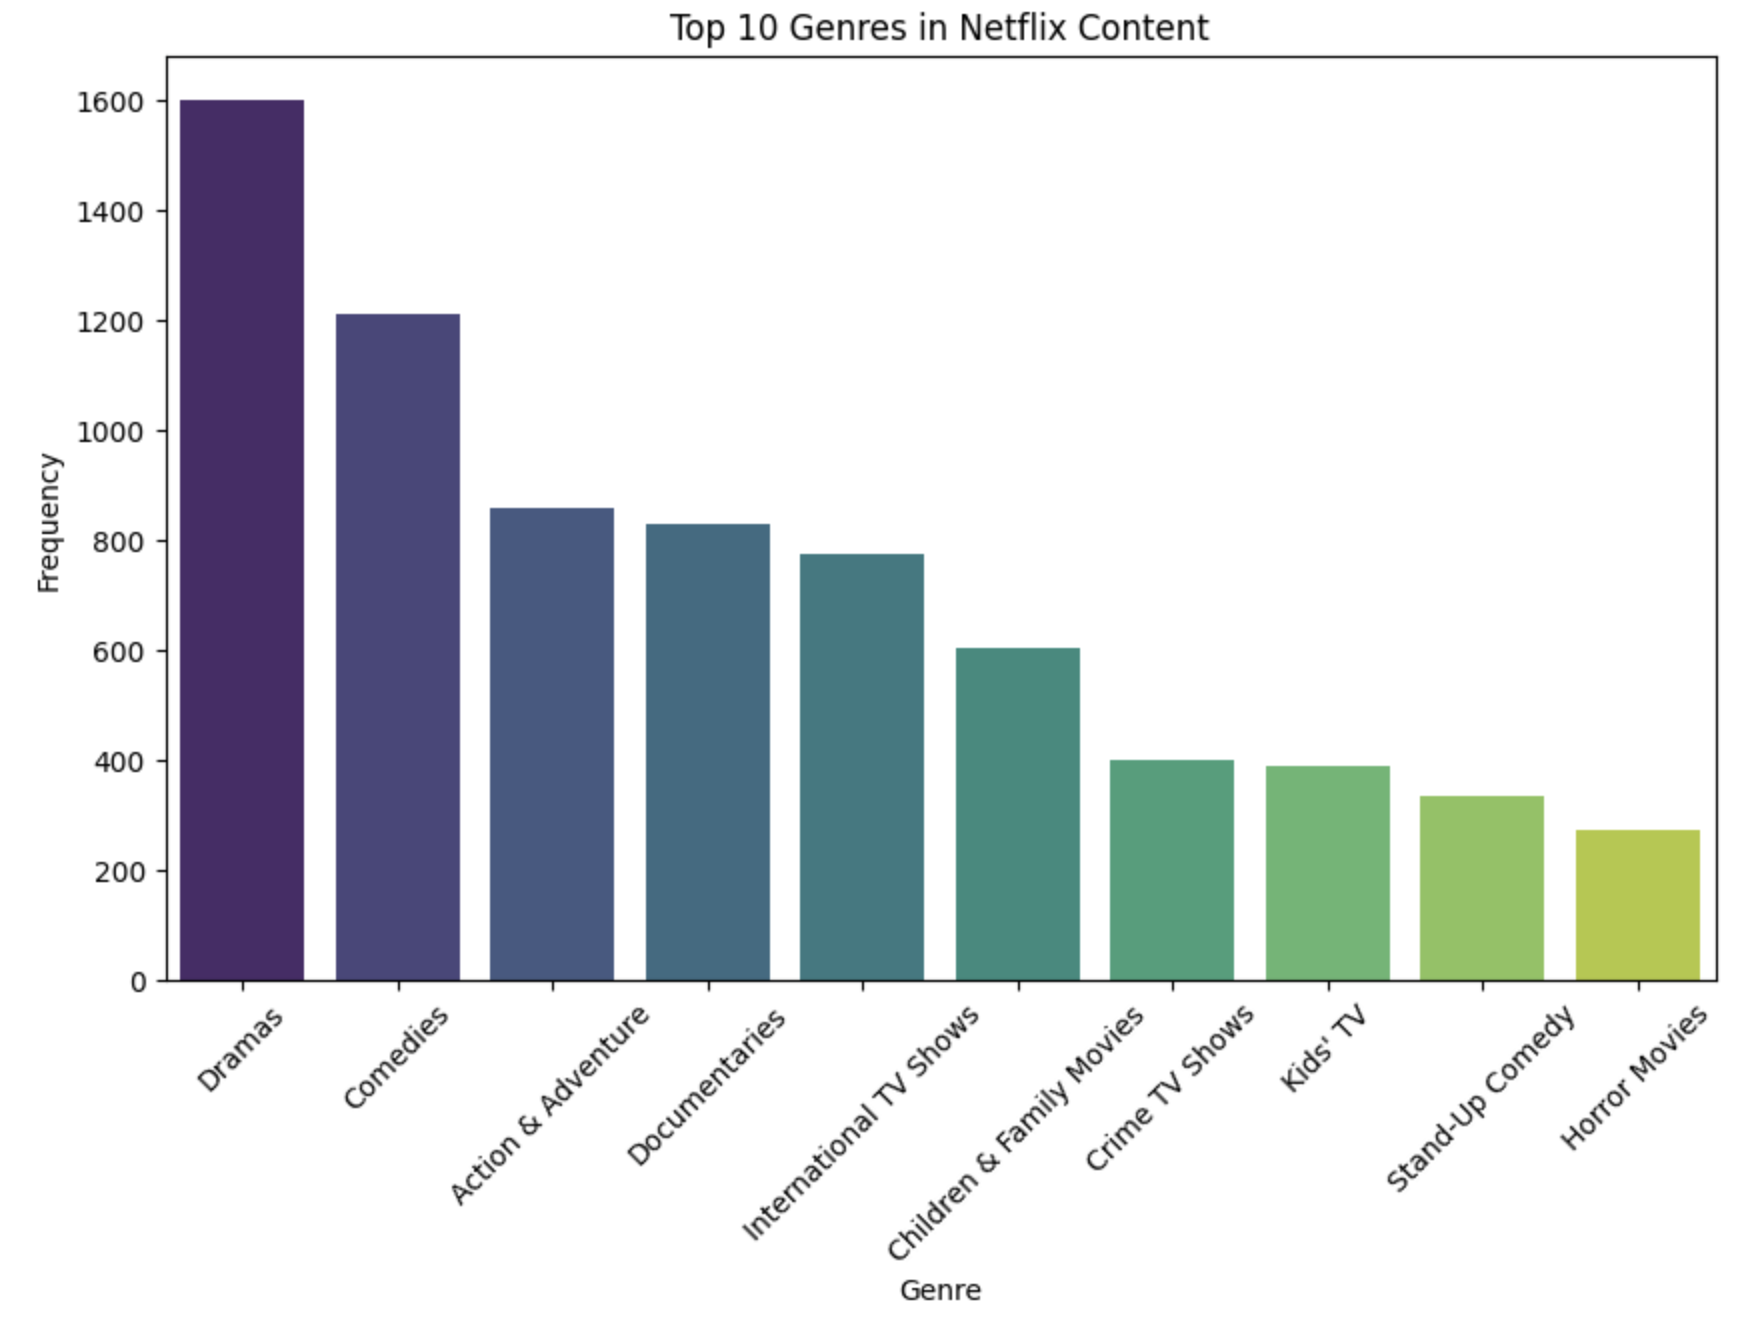 Top 10 Genres in Netflix Content
Frequency
1600
1400
1200
1000
800
600
400
200
0
Dramas
Comedies
Action & Adventure
Documentaries
International TV Shows
Children & Family Movies
Crime TV Shows
Kids' TV
Stand-Up Comedy
Horror Movies
Genre